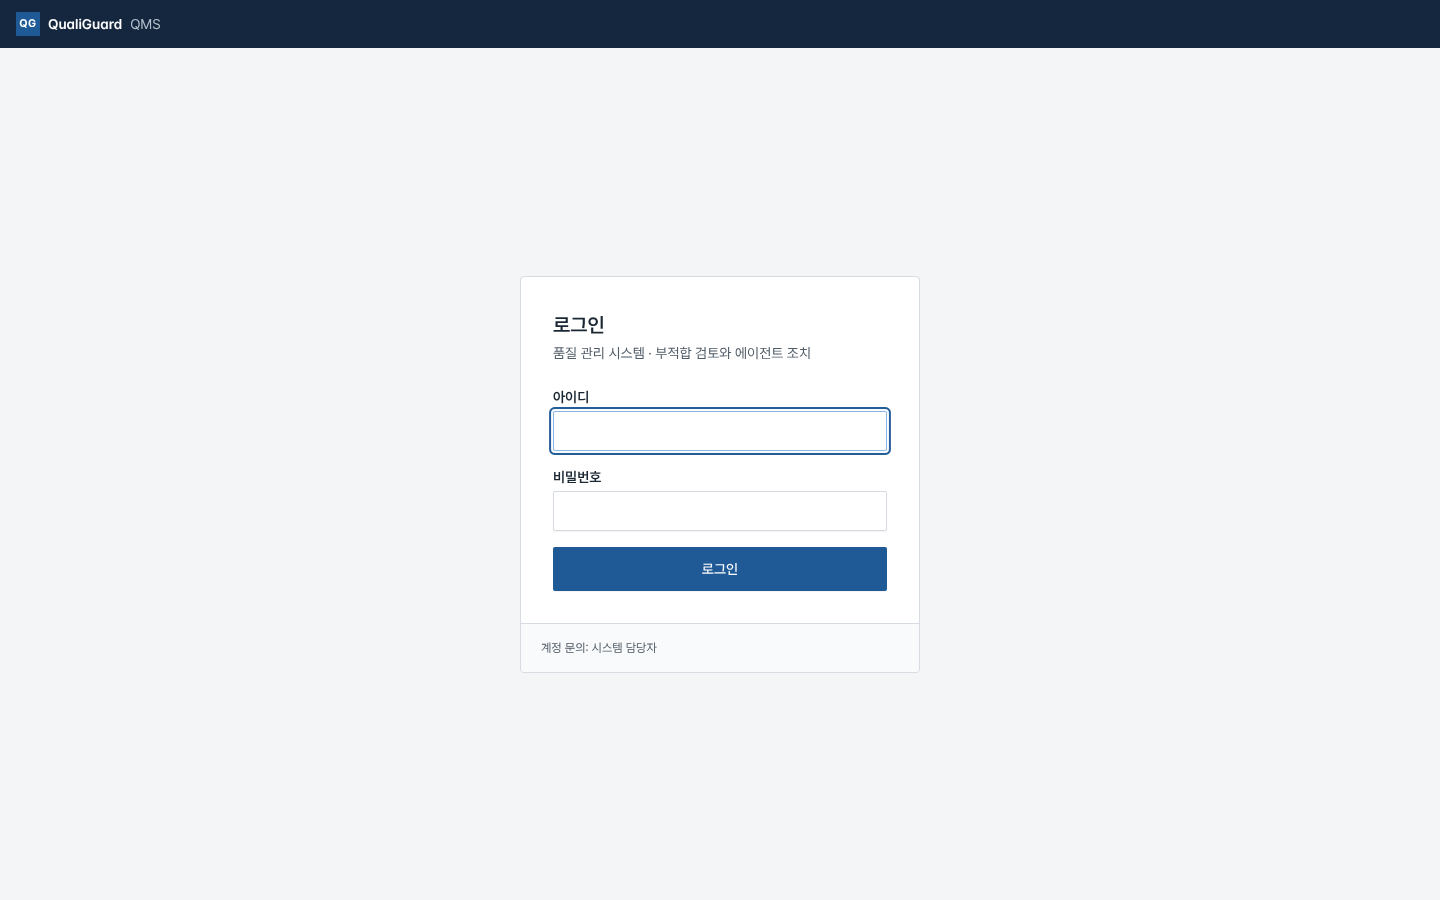 QG QualiGuard QMS
로그인
품질 관리 시스템 · 부적합 검토와 에이전트 조치
아이디
비밀번호
로그인
계정 문의: 시스템 담당자